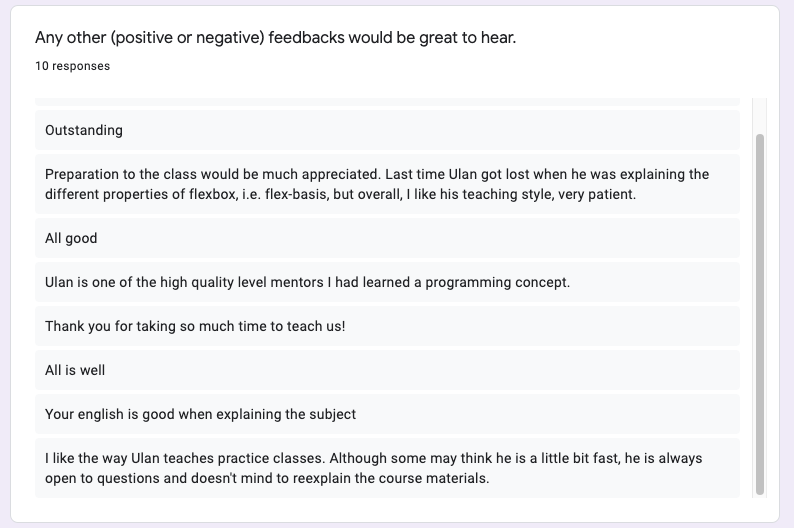 Any other (positive or negative) feedbacks would be great to hear.
10 responses
Outstanding
Preparation to the class would be much appreciated. Last time Ulan got lost when he was explaining the
different properties of flexbox, i.e. flex-basis, but overall, I like his teaching style, very patient.
All good
Ulan is one of the high quality level mentors I had learned a programming concept.
Thank you for taking so much time to teach us!
All is well
Your english is good when explaining the subject
I like the way Ulan teaches practice classes. Although some may think he is a little bit fast, he is always
open to questions and doesn't mind to reexplain the course materials.